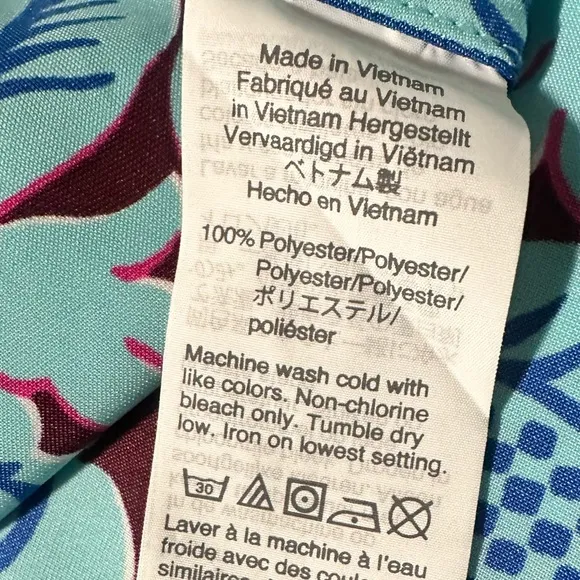 Made in Vietnam
Fabriqué au Vietnam
in Vietnam Hergestellt
Vervaardigd in Viëtnam
ベトナム製
Hecho en Vietnam
100% Polyester/Polyester/
Polyester/Polyester/
ポリエステル/
poliéster
Machine wash cold with
like colors. Non-chlorine
bleach only. Tumble dry
low. Iron on lowest setting.
30
Laver à la machine à l'eau
froide avec des coul
similaires